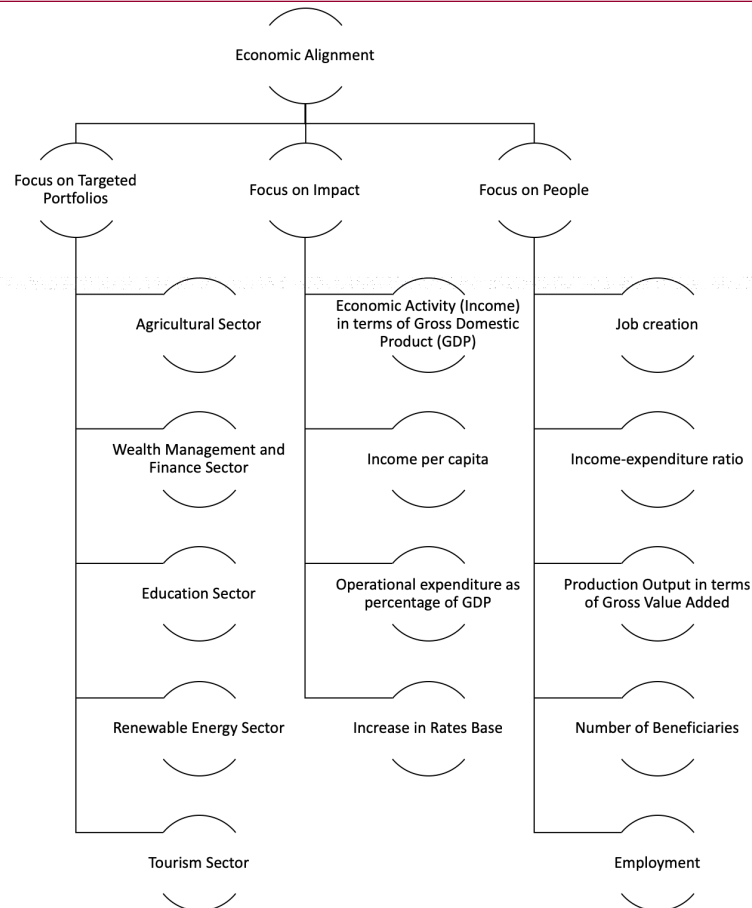 Economic Alignment
Focus on Targeted
Portfolios
Agricultural Sector
Wealth Management and
Finance Sector
Education Sector
Renewable Energy Sector
Tourism Sector
Focus on Impact
Economic Activity (Income)
in terms of Gross Domestic
Product (GDP)
Income per capita
Operational expenditure as
percentage of GDP
Increase in Rates Base
Focus on People
Job creation
Income-expenditure ratio
Production Output in terms
of Gross Value Added
Number of Beneficiaries
Employment